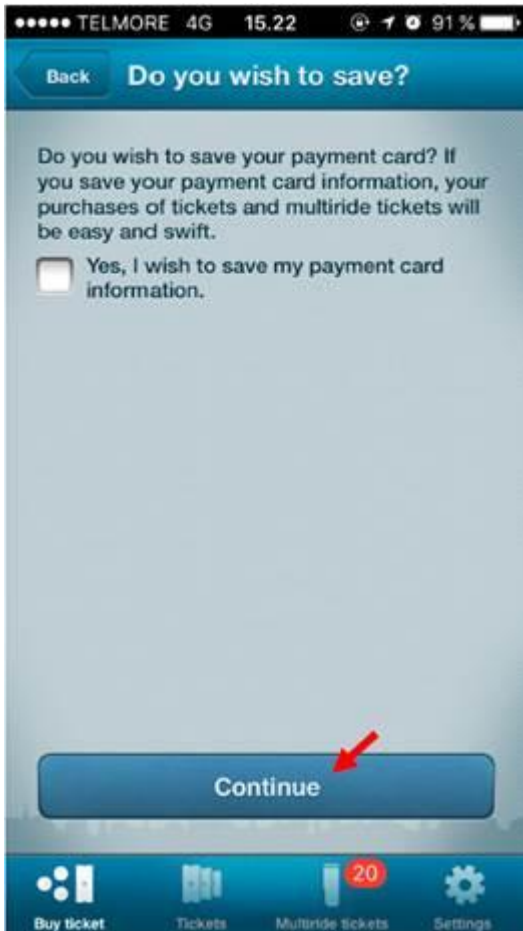 TELMORE 4G 15.22 91 %
Back Do you wish to save?
Do you wish to save your payment card? If
you save your payment card information, your
purchases of tickets and multiride tickets will
be easy and swift.
Yes, I wish to save my payment card
information.
Continue
20
Buy ticket Tickets Multiride tickets Settings